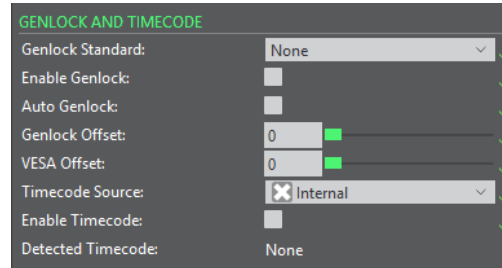 GENLOCK AND TIMECODE
Genlock Standard: None
Enable Genlock:
Auto Genlock:
Genlock Offset: 0
VESA Offset: 0
Timecode Source: Internal
Enable Timecode:
Detected Timecode: None